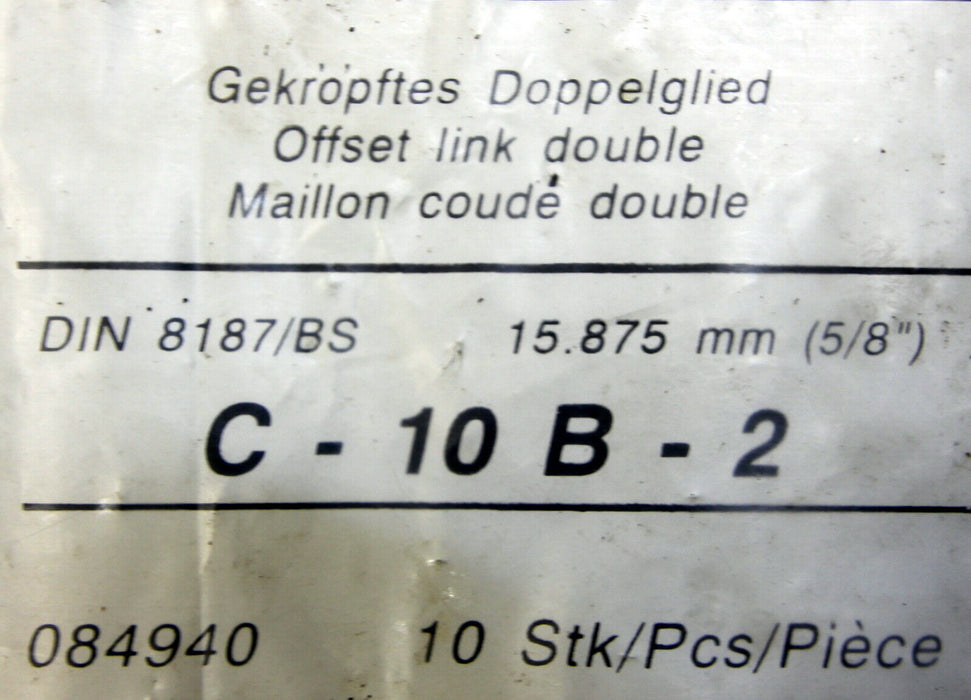 Gekröpftes Doppelglied
Offset link double
Maillon coudé double
DIN 8187/BS 15.875 mm (5/8")
C - 10 B - 2
084940 10 Stk/Pcs/Pièce